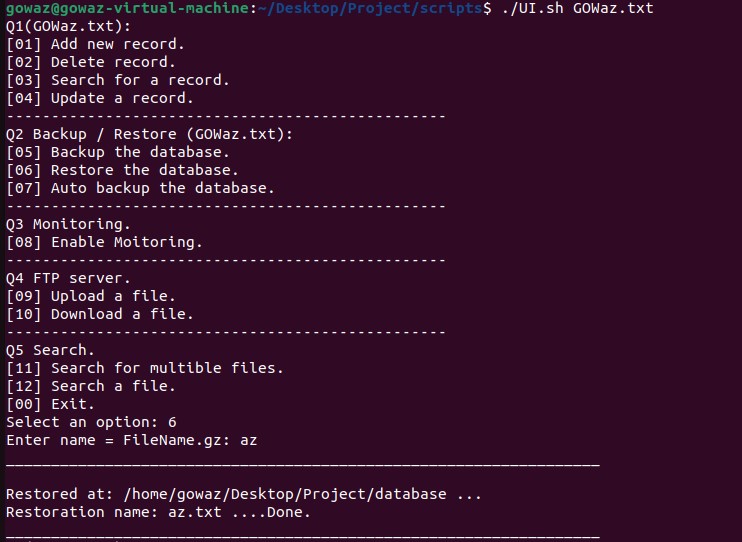 gowaz@gowaz-virtual-machine:~/Desktop/Project/scripts$ ./UI.sh GOWaz.txt
Q1(GOWaz.txt):
[01] Add new record.
[02] Delete record.
[03] Search for a record.
[04] Update a record.
-------------------------------------------------
Q2 Backup / Restore (GOWaz.txt):
[05] Backup the database.
[06] Restore the database.
[07] Auto backup the database.
-------------------------------------------------
Q3 Monitoring.
[08] Enable Moitoring.
-------------------------------------------------
Q4 FTP server.
[09] Upload a file.
[10] Download a file.
-------------------------------------------------
Q5 Search.
[11] Search for multible files.
[12] Search a file.
[00] Exit.
Select an option: 6
Enter name = FileName.gz: az
__________________________________________________________________
Restored at: /home/gowaz/Desktop/Project/database ...
Restoration name: az.txt ....Done.
__________________________________________________________________